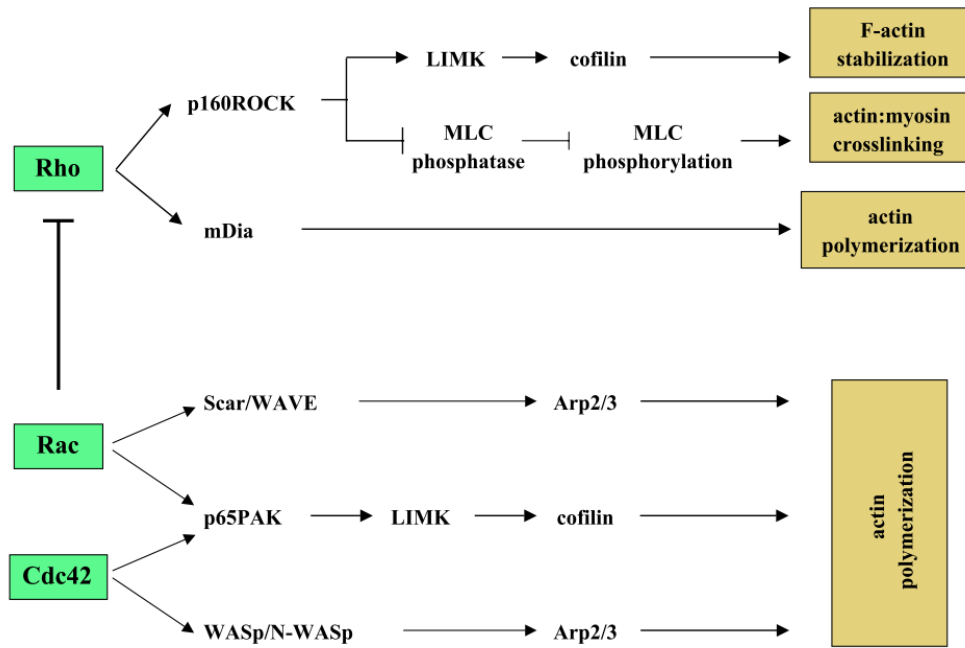 F-actin
stabilization
LIMK
cofilin
p160ROCK
actin:myosin
crosslinking
MLC
phosphatase
MLC
phosphorylation
Rho
mDia
actin
polymerization
Scar/WAVE
Arp2/3
Rac
p65PAK
LIMK
cofilin
actin
polymerization
Cdc42
WASp/N-WASp
Arp2/3